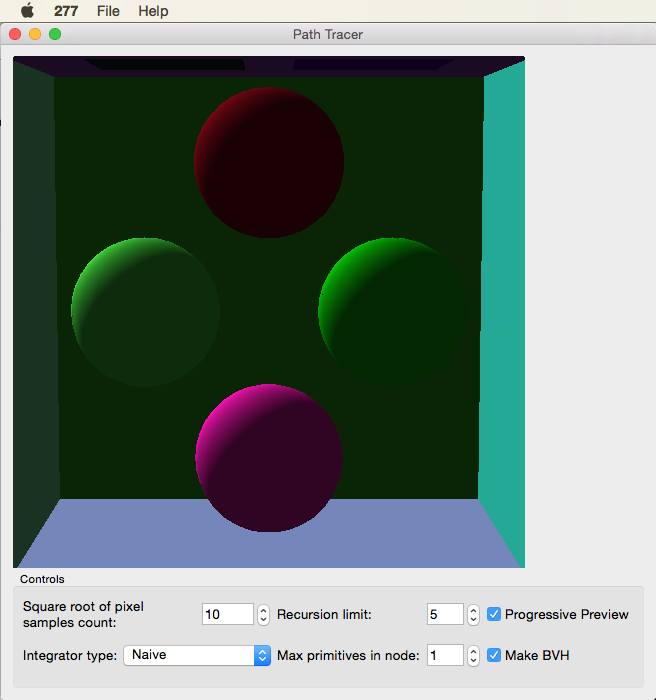 277 File Help
Path Tracer
Controls
Square root of pixel
samples count:
10
Recursion limit:
5
Progressive Preview
Integrator type:
Naive
Max primitives in node:
1
Make BVH